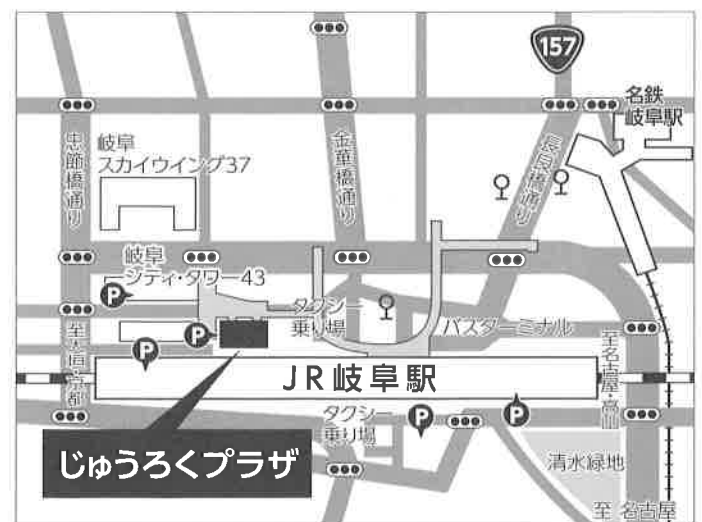 157
名鉄
岐阜駅
岐阜
スカイウイング37
忠節橋通り
金華橋通り
長良橋通り
岐阜
シティ・タワー43
P
P
P
タクシー
乗り場
バスターミナル
至大垣・京都
至名古屋・高山
JR岐阜駅
タクシー
乗り場
P
P
じゅうろくプラザ
清水緑地
至 名古屋